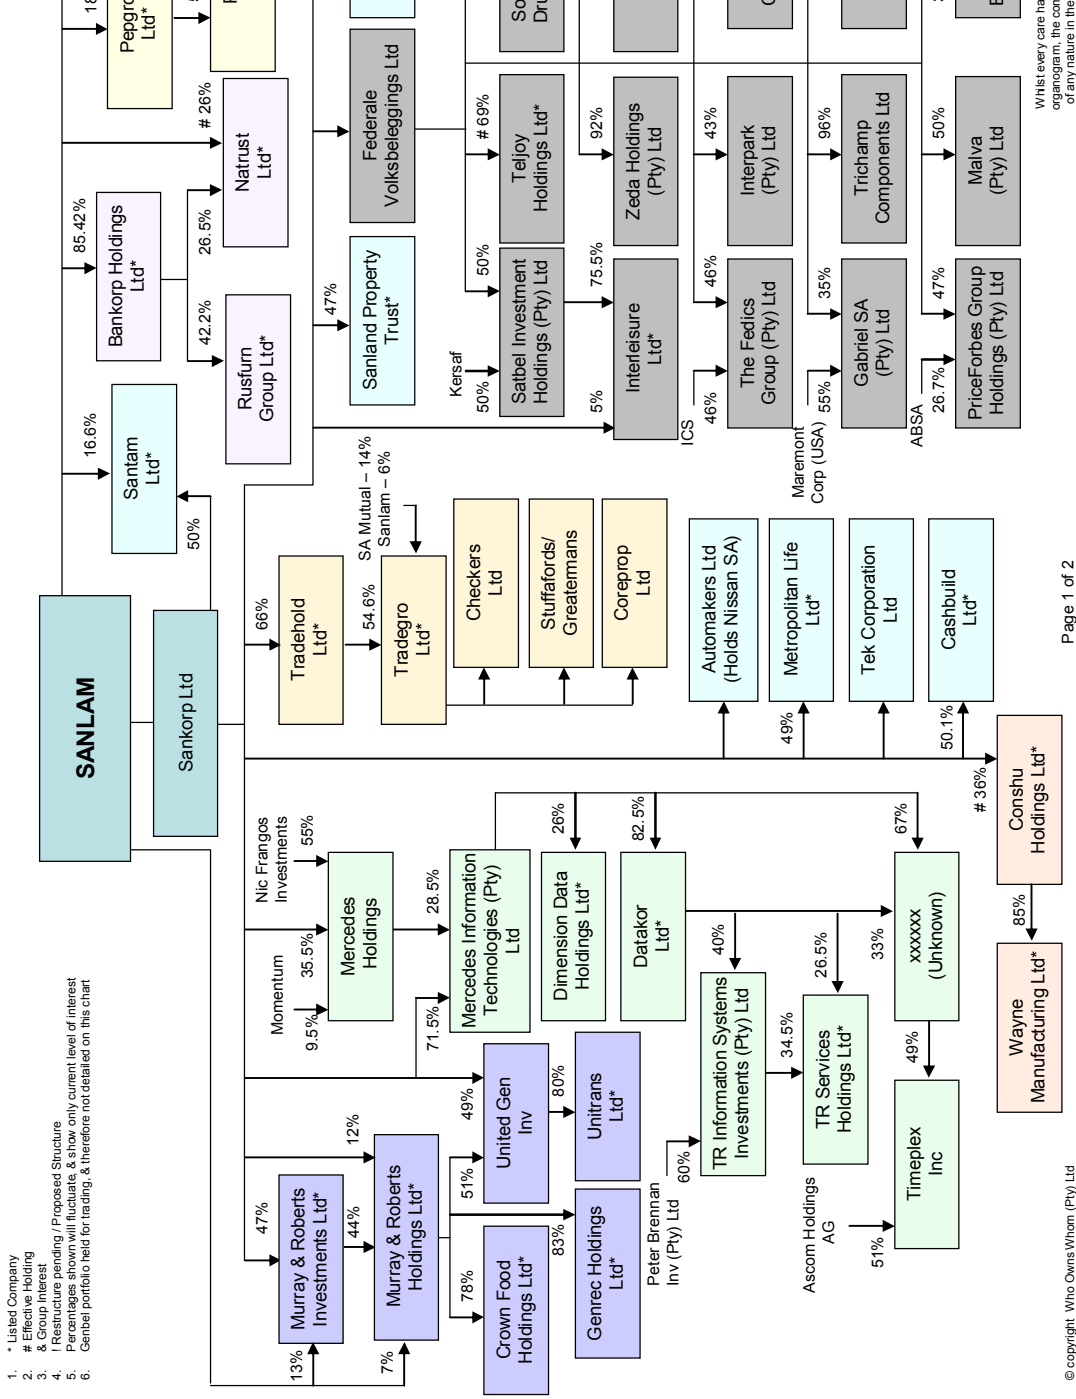 1. * Listed Company
2. # Effective Holding
3. & Group Interest
4. ! Restructure pending / Proposed Structure
5. Percentages shown will fluctuate, & show only current level of interest
6. Genbel portfolio held for trading, & therefore not detailed on this chart
SANLAM
Sankorp Ltd
16.6%
Santam
Ltd*
50%
85.42%
Bankorp Holdings
Ltd*
42.2%
26.5%
# 26%
Rusfurn
Group Ltd*
Natrust
Ltd*
Pepgro
Ltd*
13%
47%
Murray & Roberts
Investments Ltd*
12%
7%
44%
Murray & Roberts
Holdings Ltd*
78%
83%
51%
49%
Crown Food
Holdings Ltd*
United Gen
Inv
80%
Genrec Holdings
Ltd*
Unitrans
Ltd*
Momentum
9.5%
35.5%
Nic Frangos
Investments
55%
Mercedes
Holdings
71.5%
28.5%
Mercedes Information
Technologies (Pty)
Ltd
26%
Dimension Data
Holdings Ltd*
82.5%
Datakor
Ltd*
Peter Brennan
Inv (Pty) Ltd
60%
40%
TR Information Systems
Investments (Pty) Ltd
34.5%
26.5%
TR Services
Holdings Ltd*
33%
67%
xxxxxx
(Unknown)
Ascom Holdings
AG
51%
49%
Timeplex
Inc
66%
Tradehold
Ltd*
54.6%
SA Mutual – 14%
Sanlam – 6%
Tradegro
Ltd*
Checkers
Ltd
Stuffafords/
Greatermans
Coreprop
Ltd
Automakers Ltd
(Holds Nissan SA)
49%
Metropolitan Life
Ltd*
Tek Corporation
Ltd
50.1%
Cashbuild
Ltd*
# 36%
Conshu
Holdings Ltd*
85%
Wayne
Manufacturing Ltd*
47%
Sanland Property
Trust*
Federale
Volksbeleggings Ltd
Kersaf
50%
50%
Satbel Investment
Holdings (Pty) Ltd
# 69%
Teljoy
Holdings Ltd*
5%
75.5%
Interleisure
Ltd*
92%
Zeda Holdings
(Pty) Ltd
ICS
46%
46%
The Fedics
Group (Pty) Ltd
43%
Interpark
(Pty) Ltd
Maremont
Corp (USA)
55%
35%
Gabriel SA
(Pty) Ltd
96%
Trichamp
Components Ltd
ABSA
26.7%
47%
PriceForbes Group
Holdings (Pty) Ltd
50%
Malva
(Pty) Ltd
Whilst every care ha
organogram, the con
of any nature in the
© copyright Who Owns Whom (Pty) Ltd
Page 1 of 2